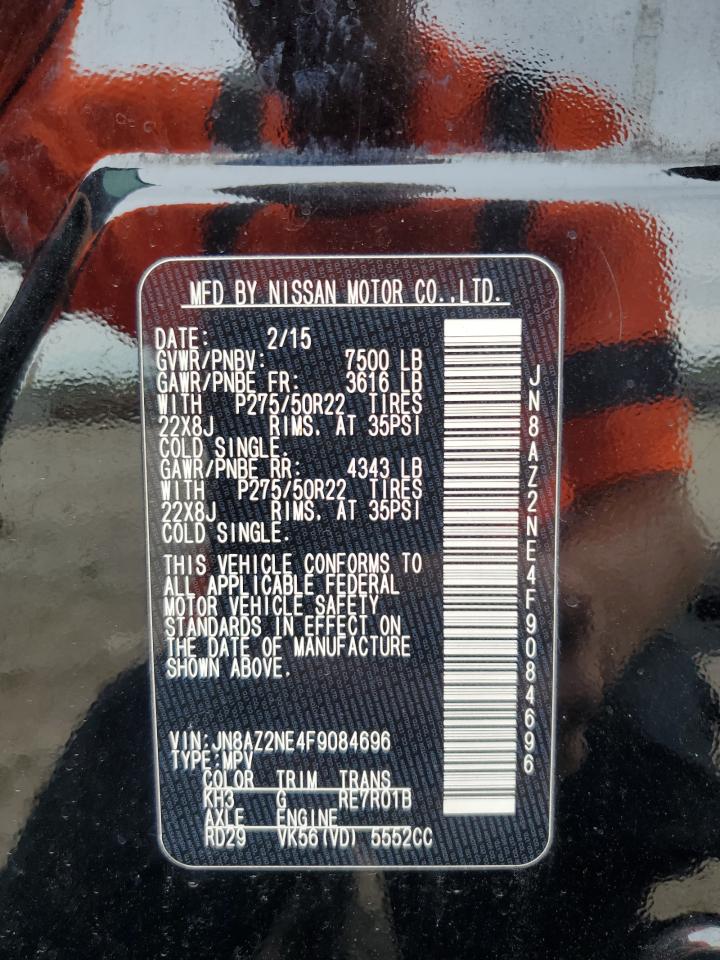 MFD BY NISSAN MOTOR CO.,LTD.
DATE: 2/15
GVWR/PNBV: 7500 LB
GAWR/PNBE FR: 3616 LB
WITH P275/50R22 TIRES
22X8J RIMS, AT 35PSI
COLD SINGLE.
GAWR/PNBE RR: 4343 LB
WITH P275/50R22 TIRES
22X8J RIMS, AT 35PSI
COLD SINGLE.
THIS VEHICLE CONFORMS TO
ALL APPLICABLE FEDERAL
MOTOR VEHICLE SAFETY
STANDARDS IN EFFECT ON
THE DATE OF MANUFACTURE
SHOWN ABOVE.
VIN:JN8AZ2NE4F9084696
TYPE:MPV
COLOR TRIM TRANS
KH3 G RE7R01B
AXLE ENGINE
RD29 VK56(VD) 5552CC
JN8AZ2NE4F9084696